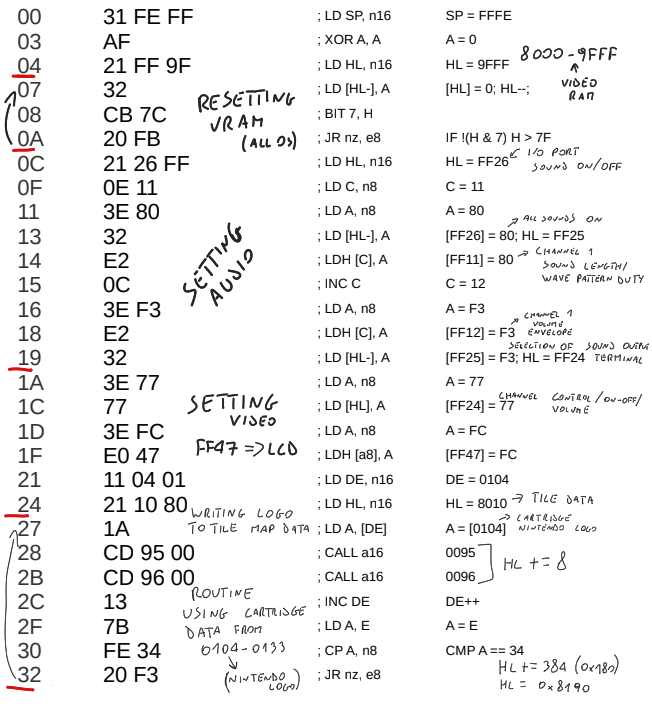 00 31 FE FF ; LD SP, n16 SP = FFFE
03 AF ; XOR A, A A = 0
04 21 FF 9F ; LD HL, n16 HL = 9FFF 8000-9FFF
VIDEO
RAM
07 32 ; LD [HL-], A [HL] = 0; HL--;
RESETTING
VRAM
(ALL 0s)
08 CB 7C ; BIT 7, H
0A 20 FB ; JR nz, e8 IF !(H & 7) H > 7F
0C 21 26 FF ; LD HL, n16 HL = FF26 I/O PORT
SOUND ON/OFF
0F 0E 11 ; LD C, n8 C = 11
11 3E 80 ; LD A, n8 A = 80
ALL SOUNDS ON
13 32 ; LD [HL-], A [FF26] = 80; HL = FF25
SETTING
AUDIO
14 E2 ; LDH [C], A [FF11] = 80 CHANNEL 1
SOUND LENGTH/
WAVE PATTERN DUTY
15 0C ; INC C C = 12
16 3E F3 ; LD A, n8 A = F3
18 E2 ; LDH [C], A [FF12] = F3 CHANNEL 1
VOLUME
ENVELOPE
SELECTION OF SOUND OUTPUT
19 32 ; LD [HL-], A [FF25] = F3; HL = FF24 TERMINAL
1A 3E 77 ; LD A, n8 A = 77
1C 77 ; LD [HL], A [FF24] = 77 CHANNEL CONTROL/ON-OFF/
VOLUME
SETTING
VIDEO
1D 3E FC ; LD A, n8 A = FC
FF47 => LCD
1F E0 47 ; LDH [a8], A [FF47] = FC
21 11 04 01 ; LD DE, n16 DE = 0104
24 21 10 80 ; LD HL, n16 HL = 8010 → TILE DATA
WRITING LOGO
TO TILE MAP DATA
27 1A ; LD A, [DE] A = [0104] CARTRIDGE
NINTENDO LOGO
28 CD 95 00 ; CALL a16 0095
2B CD 96 00 ; CALL a16 0096
HL += 8
2C 13 ; INC DE DE++
ROUTINE
USING CARTRIDGE
DATA FROM
0104-0133
(NINTENDO
LOGO)
2F 7B ; LD A, E A = E
30 FE 34 ; CP A, n8 CMP A == 34
32 20 F3 ; JR nz, e8
HL += 384 (0x180)
HL = 0x8190